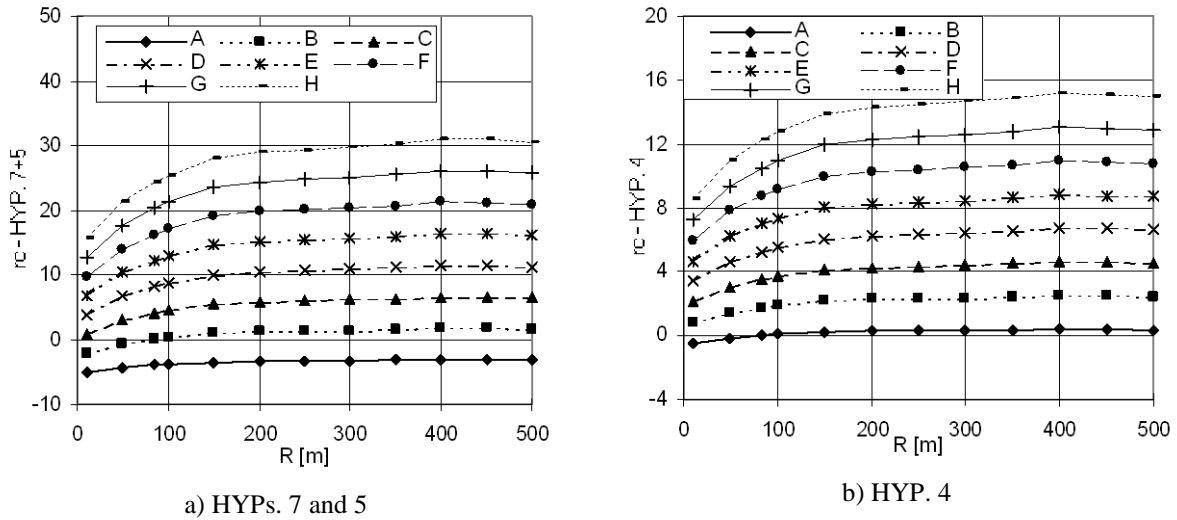 50
40
30
20
10
0
-10
rc - HYP. 7+5
A B C
D E F
G H
0 100 200 300 400 500
R [m]
a) HYPs. 7 and 5
20
16
12
8
4
0
-4
rc - HYP. 4
A B
C D
E F
G H
0 100 200 300 400 500
R [m]
b) HYP. 4